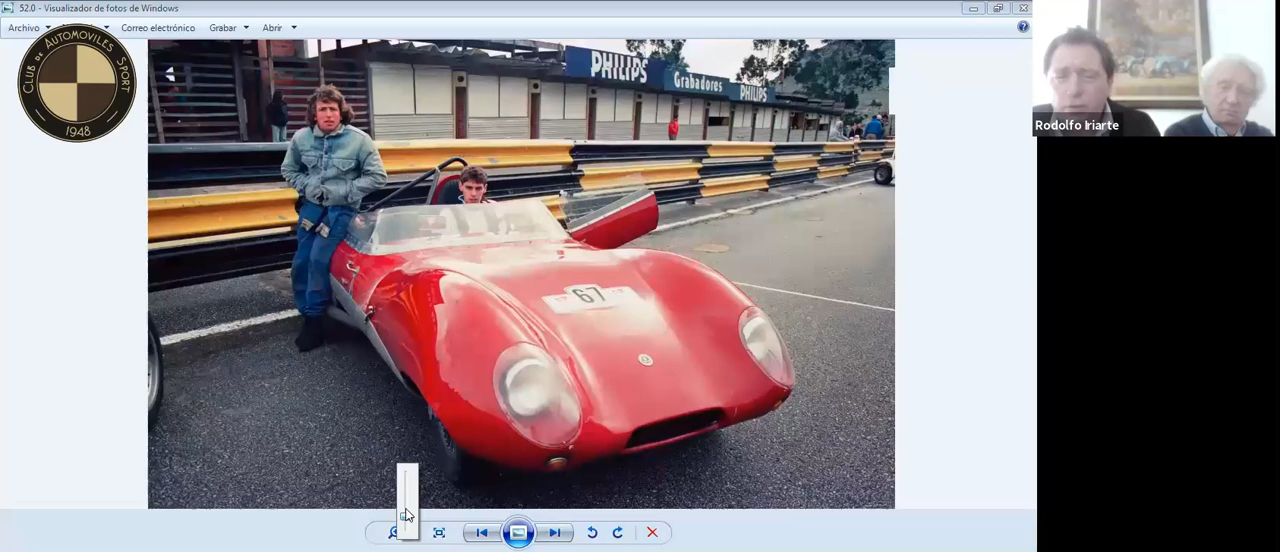 52.0 - Visualizador de fotos de Windows
Archivo
Correo electrónico
Grabar
Abrir
CLUB DE AUTOMOVILES SPORT
1948
PHILIPS
Grabadores
PHILIPS
67
Rodolfo Iriarte